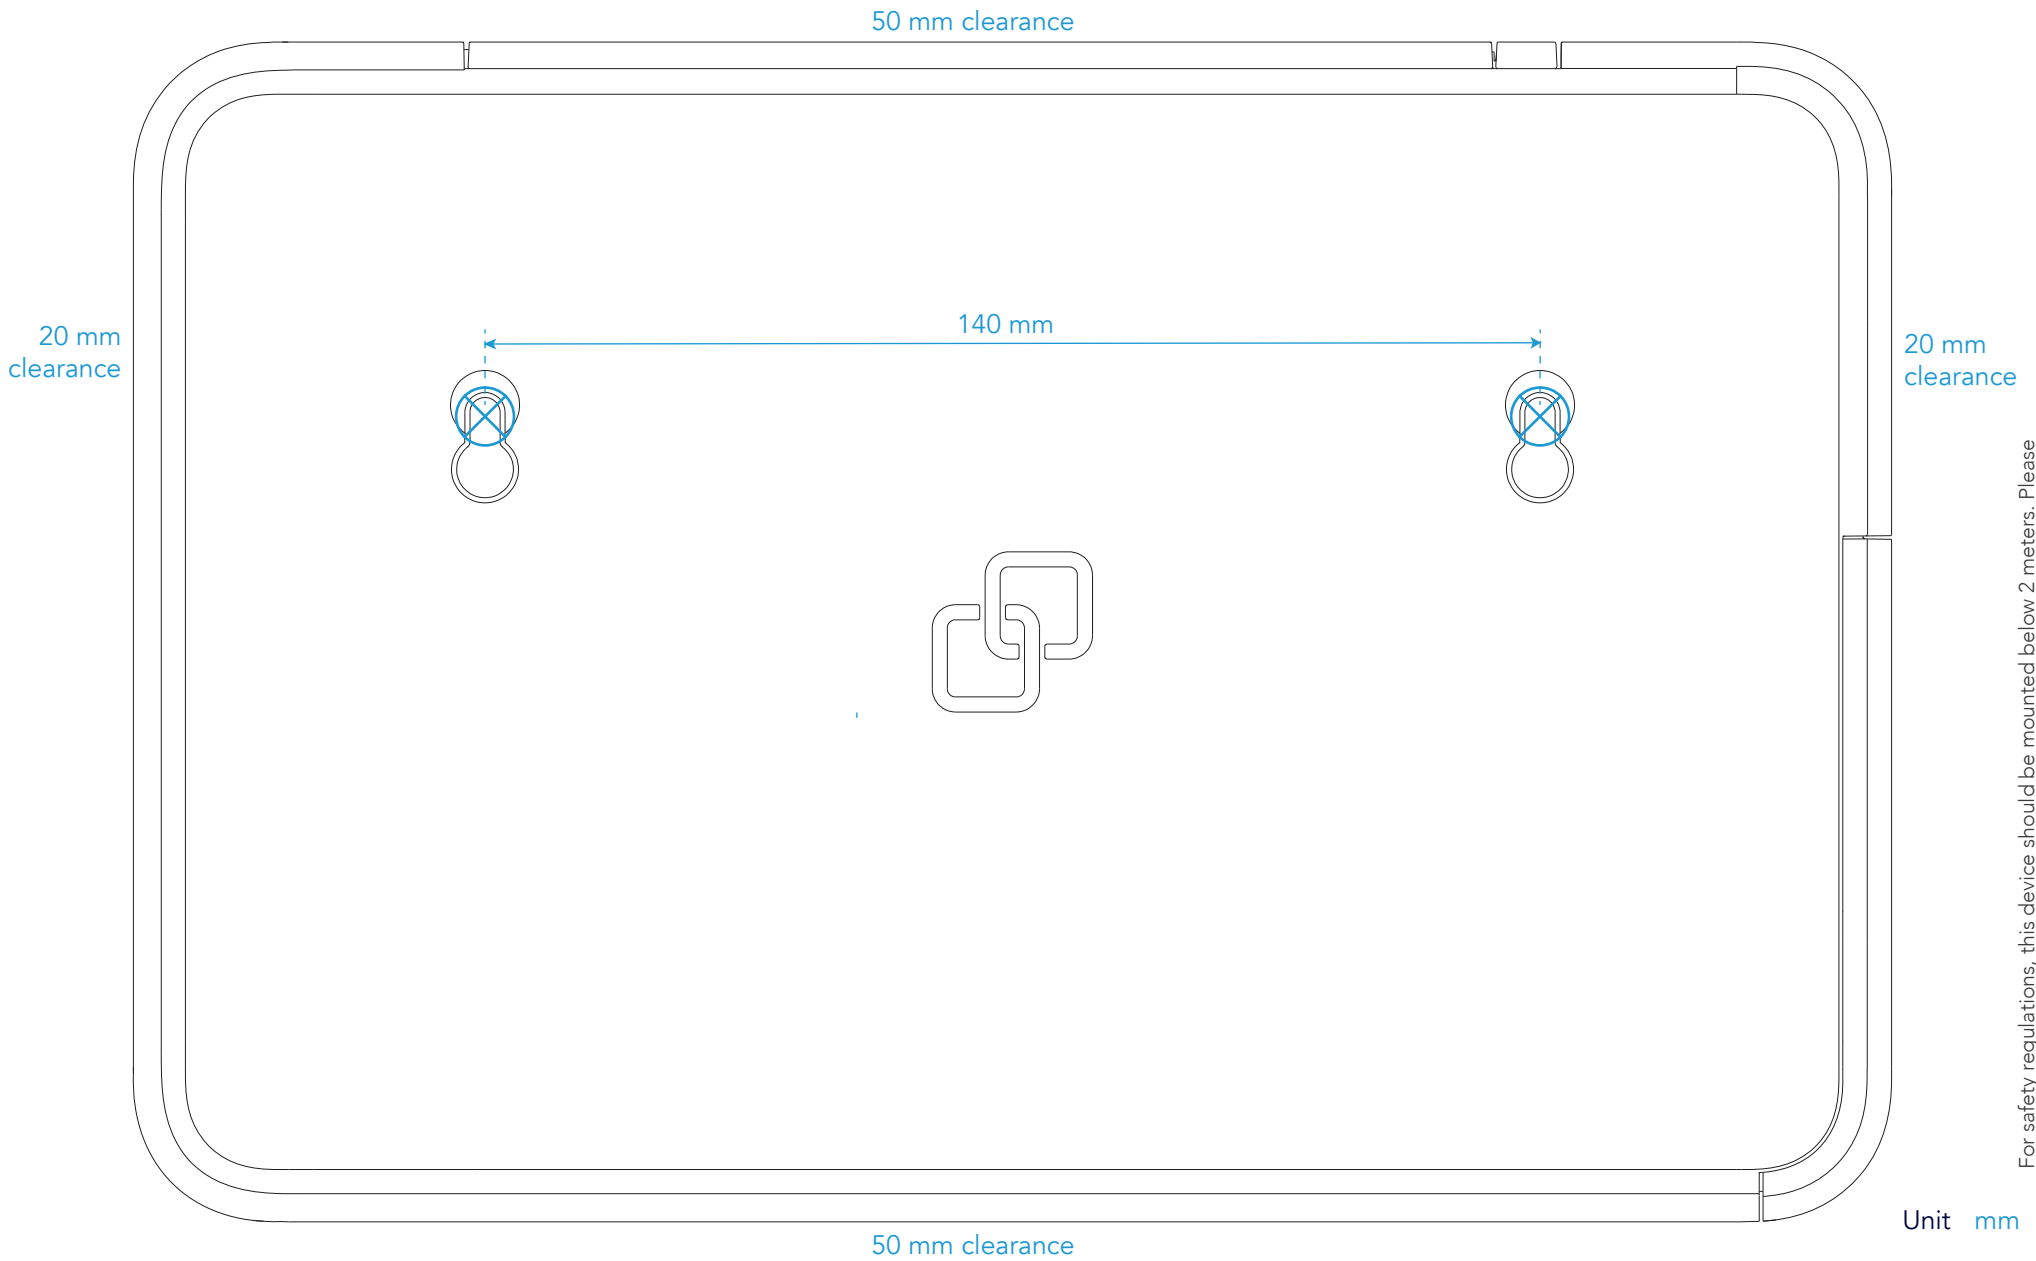 50 mm clearance
140 mm
20 mm
clearance
20 mm
clearance
For safety regulations, this device should be mounted below 2 meters. Please
Unit mm
50 mm clearance